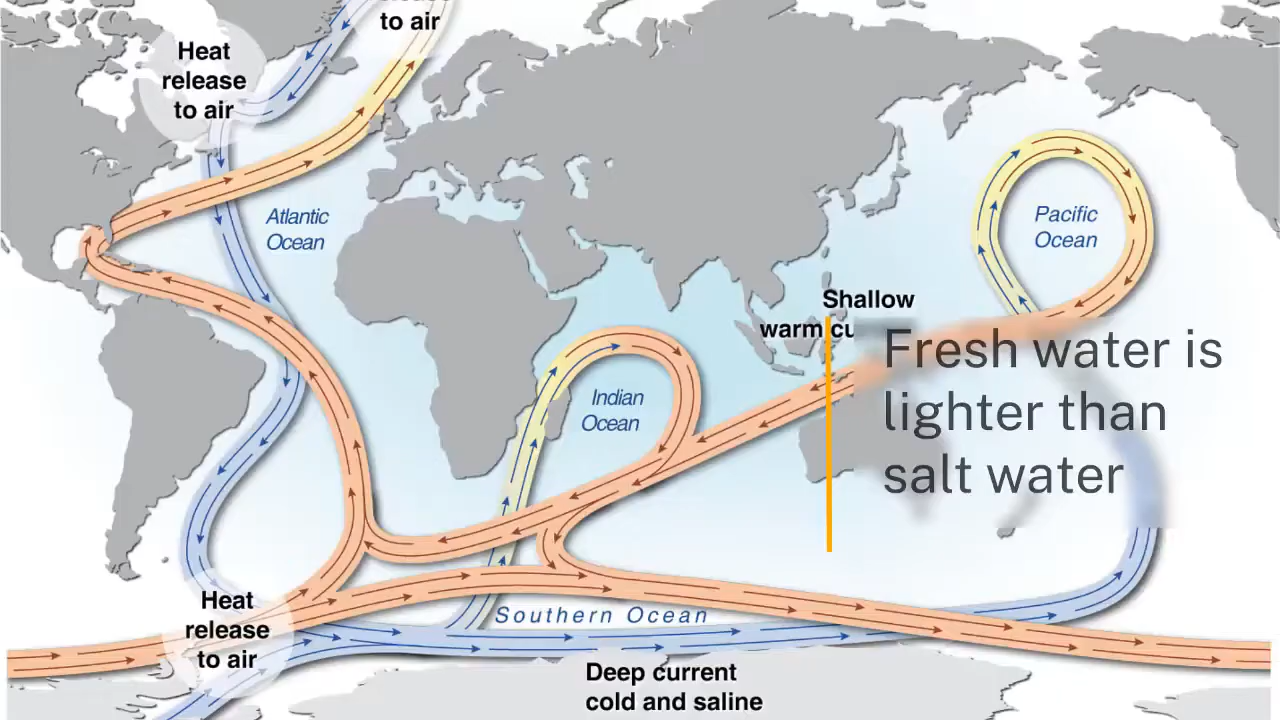 to air
Heat
release
to air
Atlantic
Ocean
Pacific
Ocean
Shallow
warm
Fresh water is
lighter than
salt water
Indian
Ocean
Southern Ocean
Heat
release
to air
Deep current
cold and saline